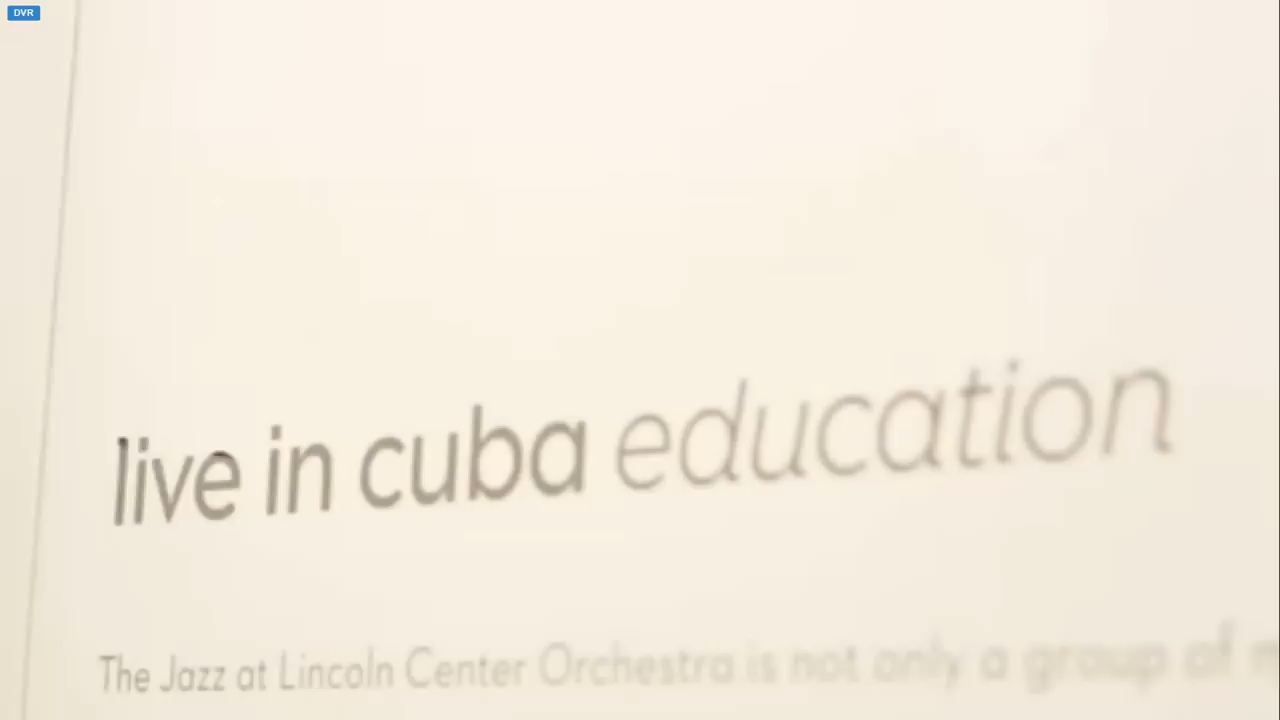 DVR
live in cuba education
The Jazz at Lincoln Center Orchestra is not only a group of